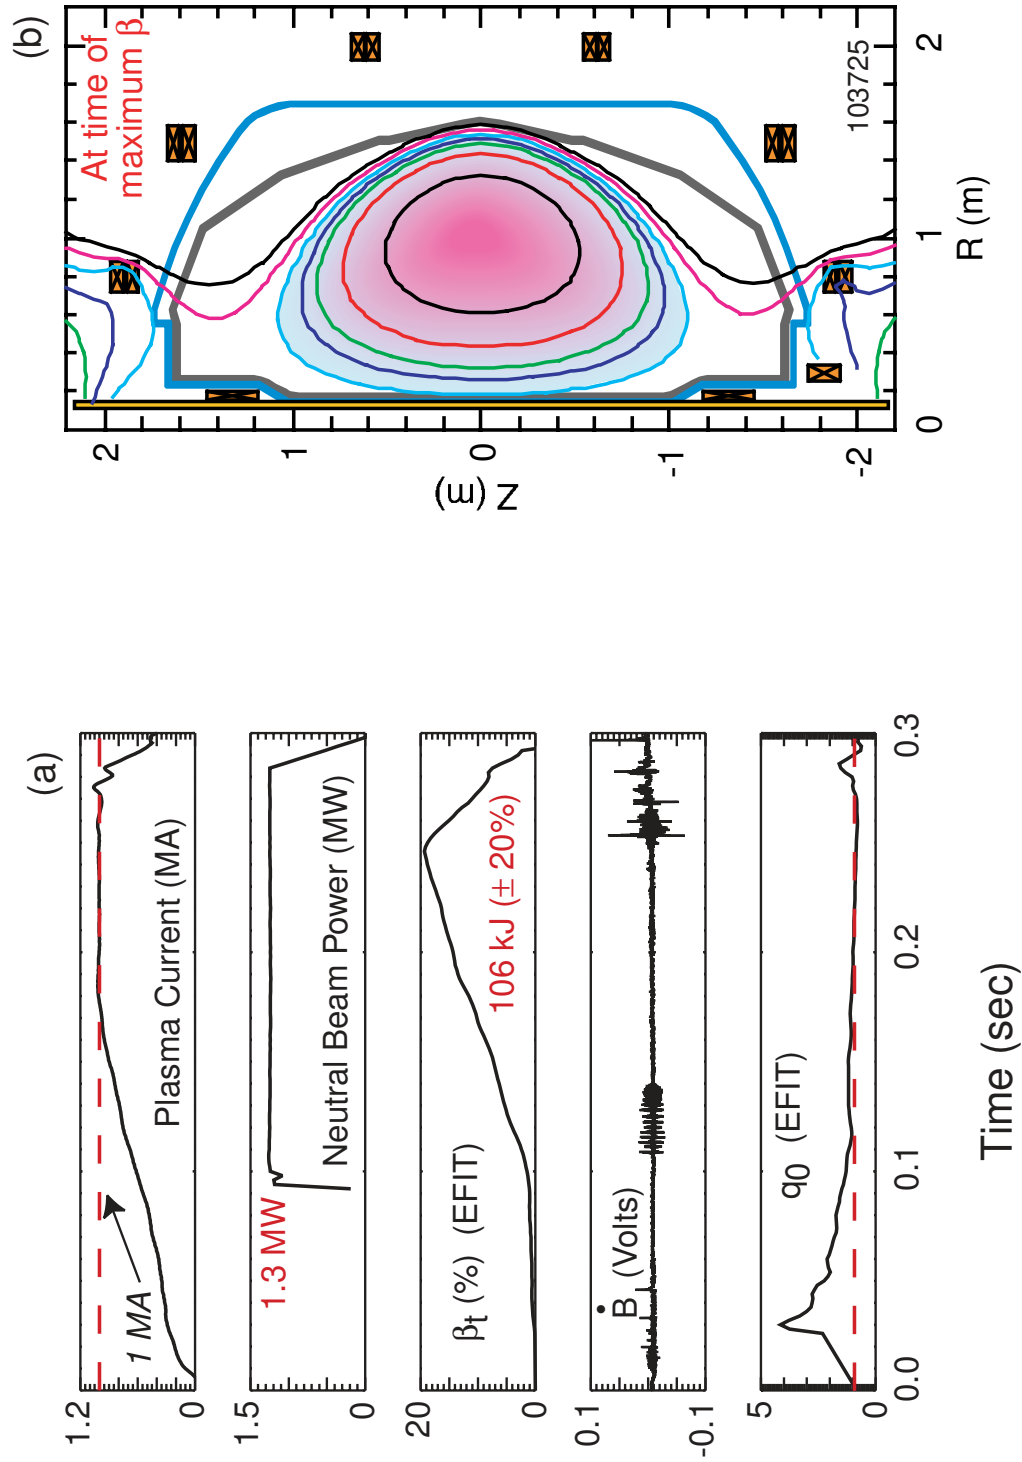 (a)
1.2
0
1 MA
Plasma Current (MA)
1.5
0
1.3 MW
Neutral Beam Power (MW)
20
0
βt (%) (EFIT)
106 kJ (± 20%)
0.1
-0.1
Ḃ (Volts)
5
0
q0 (EFIT)
0.0
0.1
0.2
0.3
Time (sec)
(b)
At time of
maximum β
2
1
0
-1
-2
Z (m)
103725
0
1
2
R (m)